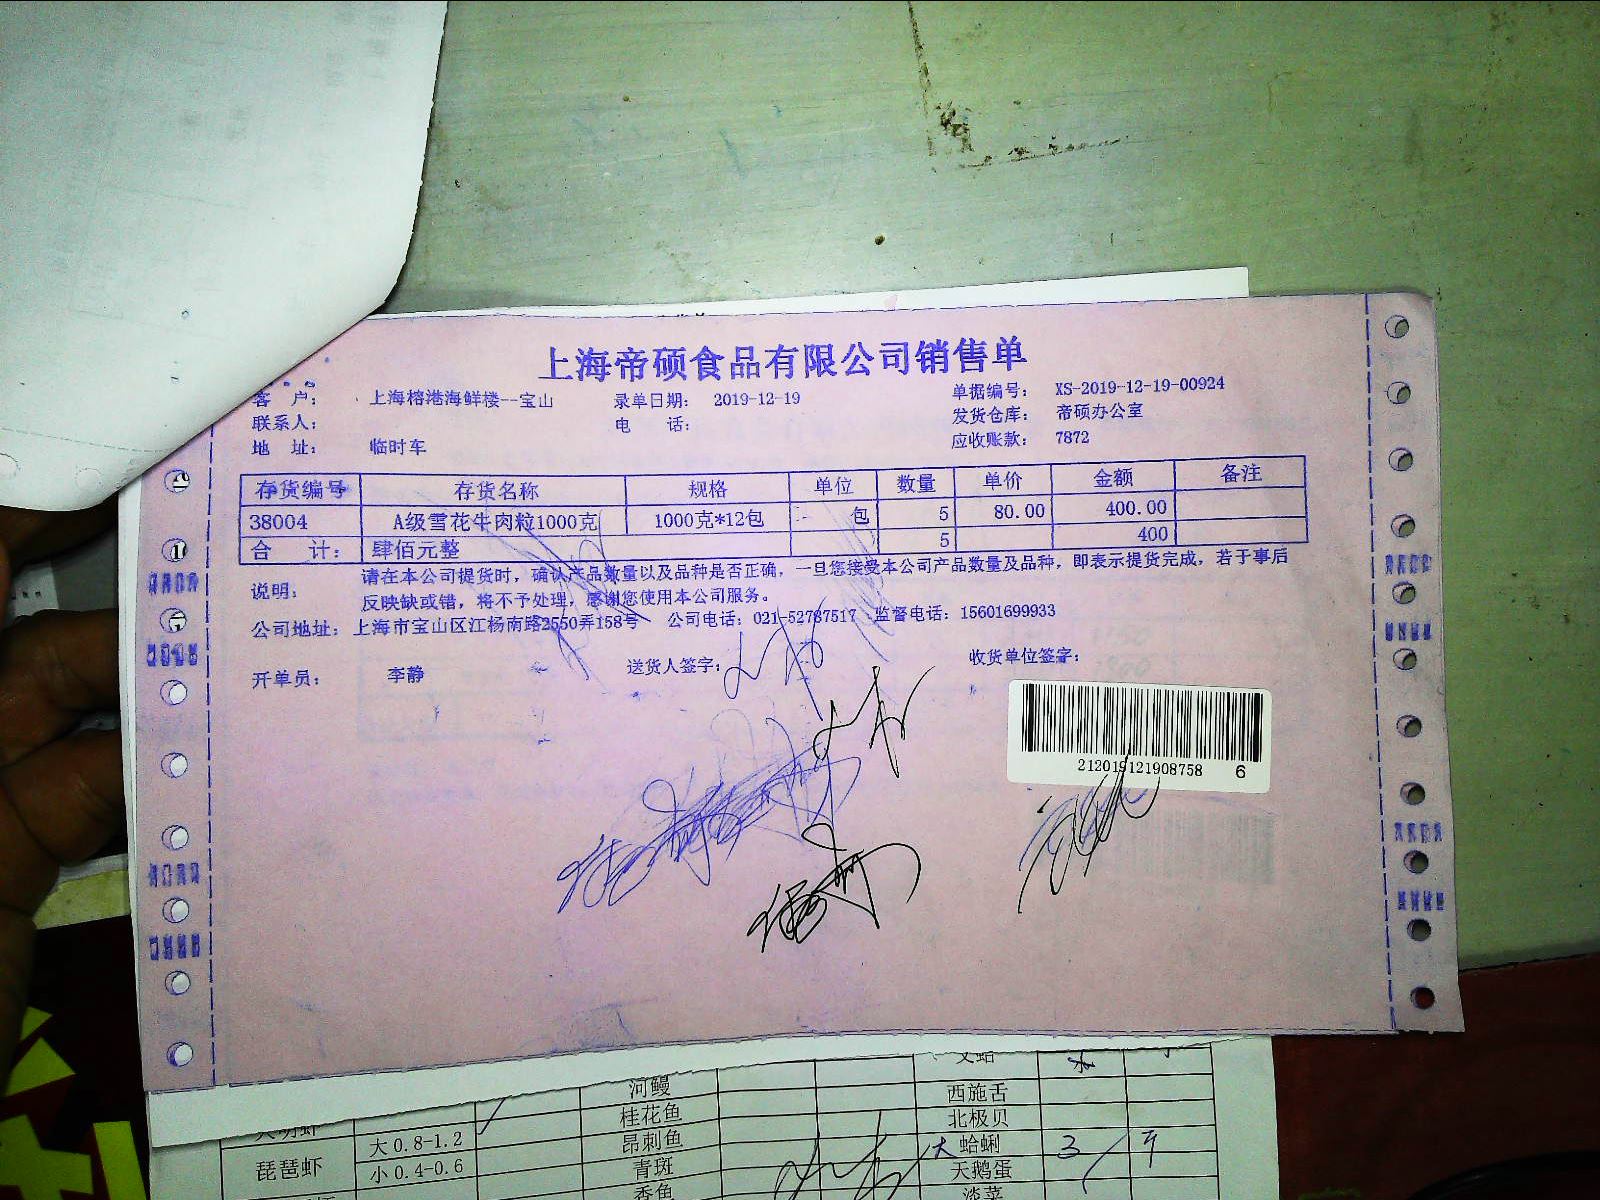 上海帝硕食品有限公司销售单
客 户： 上海榕港海鲜楼--宝山 录单日期： 2019-12-19 单据编号： XS-2019-12-19-00924
联系人： 电 话： 发货仓库： 帝硕办公室
地 址： 临时车 应收账款： 7872
存货编号 存货名称 规格 单位 数量 单价 金额 备注
38004 A级雪花牛肉粒1000克 1000克*12包 包 5 80.00 400.00
合 计： 肆佰元整 5 400
说明： 请在本公司提货时，确认产品数量以及品种是否正确，一旦您接受本公司产品数量及品种，即表示提货完成，若于事后
反映缺或错，将不予处理，感谢您使用本公司服务。
公司地址： 上海市宝山区江杨南路2550弄158号 公司电话： 021-52787517 监督电话： 15601699933
开单员： 李静 送货人签字： 收货单位签字：
212019121908758 6
河鳗 西施舌
桂花鱼 北极贝
大0.8-1.2 昂刺鱼 大 蛤蜊 3
琵琶虾 小0.4-0.6 青斑 天鹅蛋
香鱼 淡菜